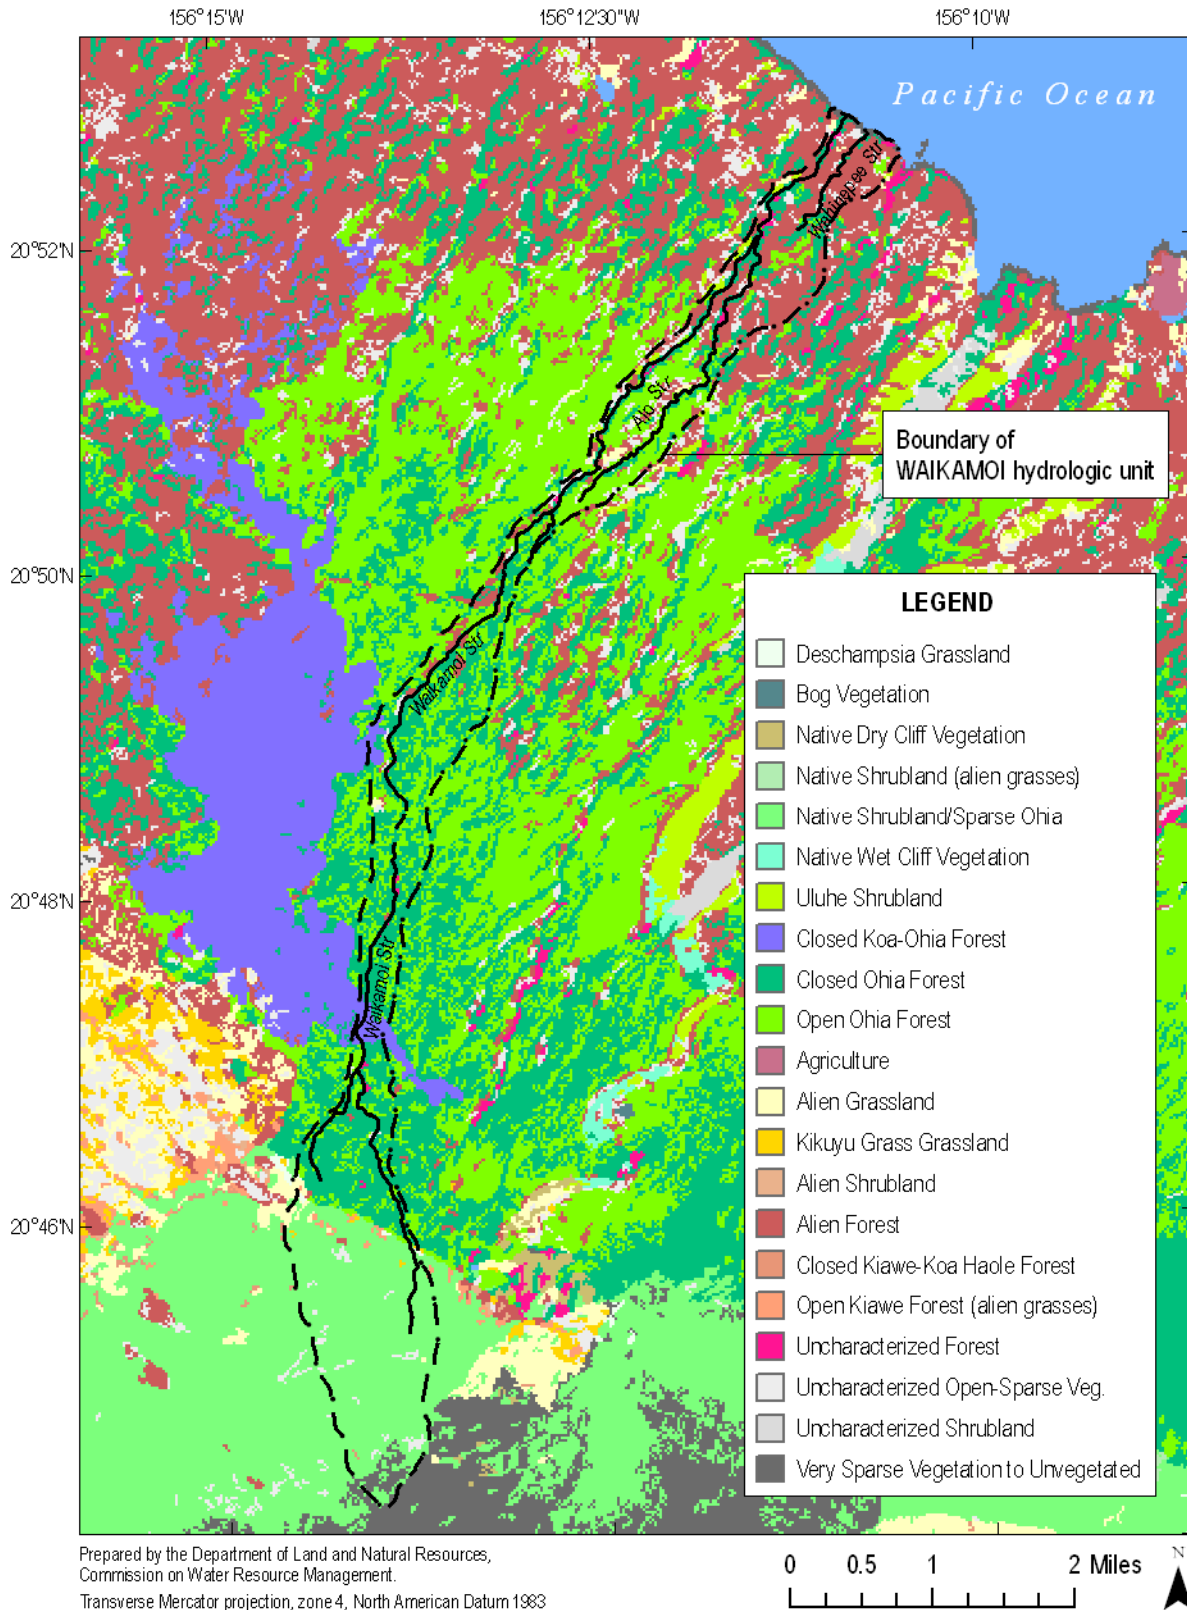 156°15'W 156°12'30"W 156°10'W
Pacific Ocean
Wahinepee Str
20°52'N
Alo Str
Boundary of
WAIKAMOI hydrologic unit
20°50'N
LEGEND
Waikamoi Str
Deschampsia Grassland
Bog Vegetation
Native Dry Cliff Vegetation
Native Shrubland (alien grasses)
Native Shrubland/Sparse Ohia
Native Wet Cliff Vegetation
Uluhe Shrubland
20°48'N
Closed Koa-Ohia Forest
Waikamoi Str
Closed Ohia Forest
Open Ohia Forest
Agriculture
Alien Grassland
Kikuyu Grass Grassland
Alien Shrubland
20°46'N
Alien Forest
Closed Kiawe-Koa Haole Forest
Open Kiawe Forest (alien grasses)
Uncharacterized Forest
Uncharacterized Open-Sparse Veg.
Uncharacterized Shrubland
Very Sparse Vegetation to Unvegetated
Prepared by the Department of Land and Natural Resources,
Commission on Water Resource Management.
Transverse Mercator projection, zone 4, North American Datum 1983
0 0.5 1 2 Miles
N